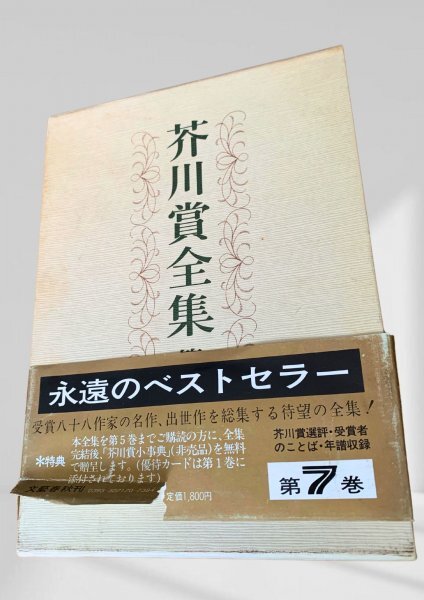 芥川賞全集
永遠のベストセラー
受賞八十八作家の名作、出世作を総集する待望の全集!
*特典
本全集を第5巻までご購読の方に、全集
完結後、「芥川賞小事典」(非売品)を無料
で贈呈します。(優待カードは第1巻に
添付されております)
芥川賞選評・受賞者
のことば・年譜収録
第7巻
文藝春秋刊
定価1,800円